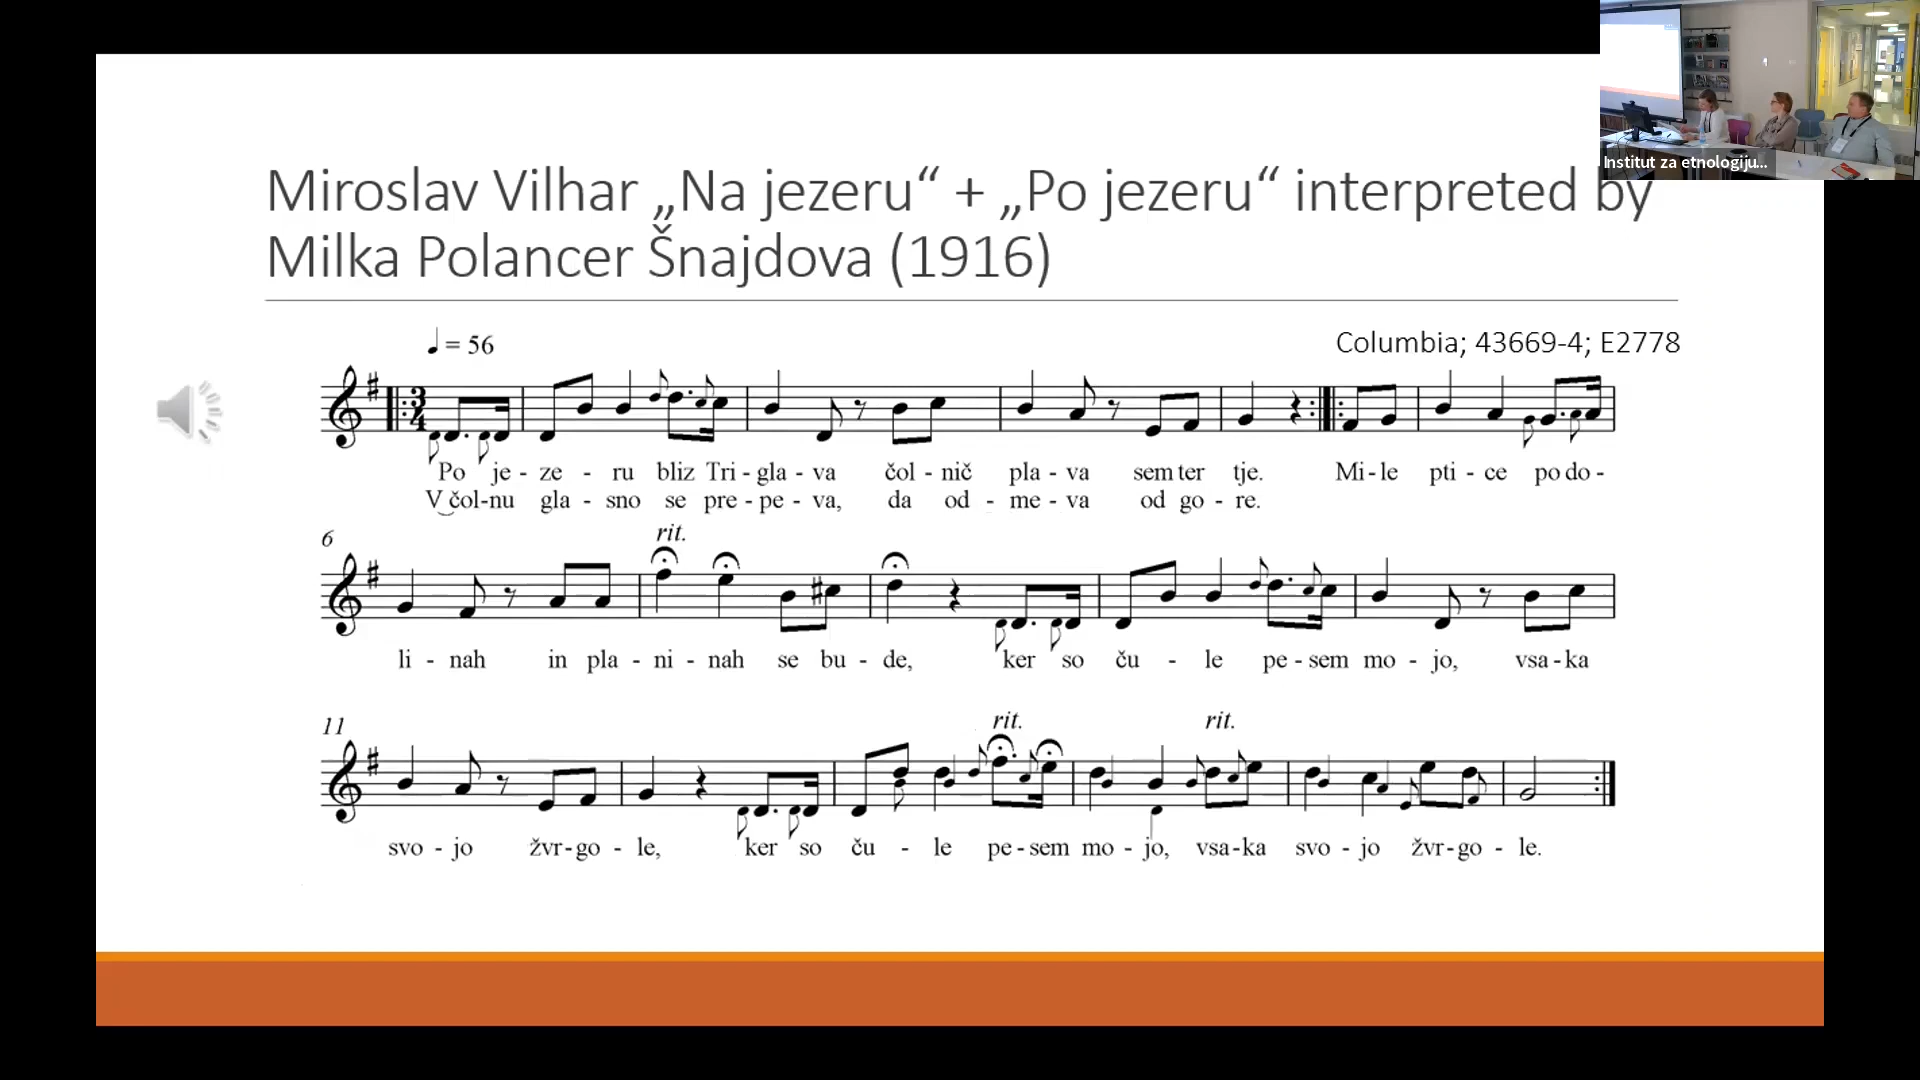 Institut za etnologiju...
Miroslav Vilhar „Na jezeru“ + „Po jezeru“ interpreted by
Milka Polancer Šnajdova (1916)
= 56
Columbia; 43669-4; E2778
3
4
Po je - ze - ru bliz Tri - gla - va čol - nič pla - va sem ter tje. Mi - le pti - ce po do -
V čol - nu gla - sno se pre - pe - va, da od - me - va od go - re.
6
rit.
li - nah in pla - ni - nah se bu - de, ker so ču - le pe - sem mo - jo, vsa - ka
11
rit. rit.
svo - jo žvr - go - le, ker so ču - le pe - sem mo - jo, vsa - ka svo - jo žvr - go - le.